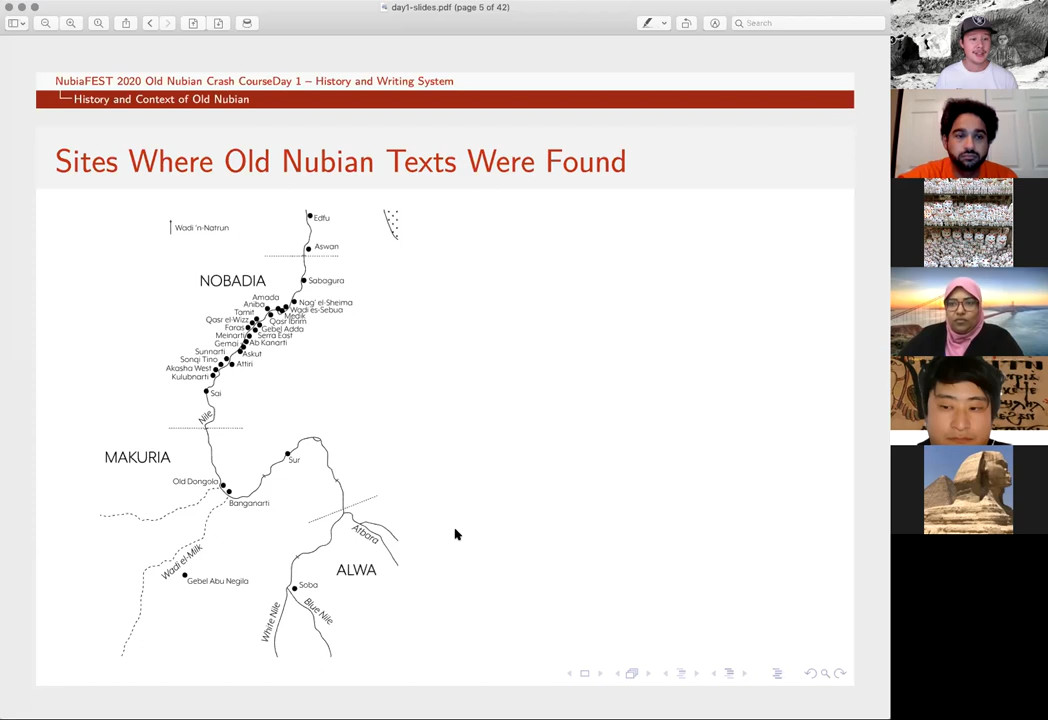 day1-slides.pdf (page 5 of 42)
Search
NubiaFEST 2020 Old Nubian Crash CourseDay 1 – History and Writing System
History and Context of Old Nubian
Sites Where Old Nubian Texts Were Found
Edfu
Wadi 'n-Natrun
Aswan
NOBADIA
Sabogura
Amada
Nag' el-Sheima
Aniba
Wadi es-Sebua
Tamit
Medik
Qasr el-Wizz
Qasr Ibrim
Faras
Gebel Adda
Meinarti
Serra East
Gemai
Ab Kanarti
Sunnarti
Askut
Sonqi Tino
Attiri
Akasha West
Kulubnarti
Sai
Nile
MAKURIA
Sur
Old Dongola
Banganarti
Atbara
Wadi el-Milk
ALWA
Gebel Abu Negila
Soba
White Nile
Blue Nile